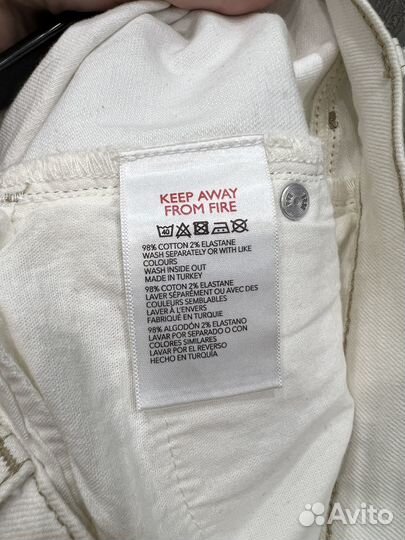 KEEP AWAY
FROM FIRE
40
98% COTTON 2% ELASTANE
WASH SEPARATELY OR WITH LIKE
COLOURS
WASH INSIDE OUT
MADE IN TURKEY
98% COTON 2% ELASTANE
LAVER SÉPARÉMENT OU AVEC DES
COULEURS SEMBLABLES
LAVER À L'ENVERS
FABRIQUÉ EN TURQUIE
98% ALGODÓN 2% ELASTANO
LAVAR POR SEPARADO O CON
COLORES SIMILARES
LAVAR POR EL REVERSO
HECHO EN TURQUÍA
Avito